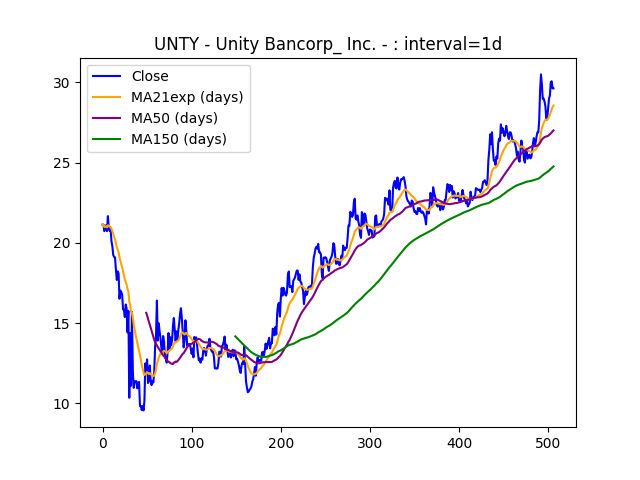 UNTY - Unity Bancorp_ Inc. - : interval=1d
Close
MA21exp (days)
MA50 (days)
MA150 (days)
30
25
20
15
10
0 100 200 300 400 500